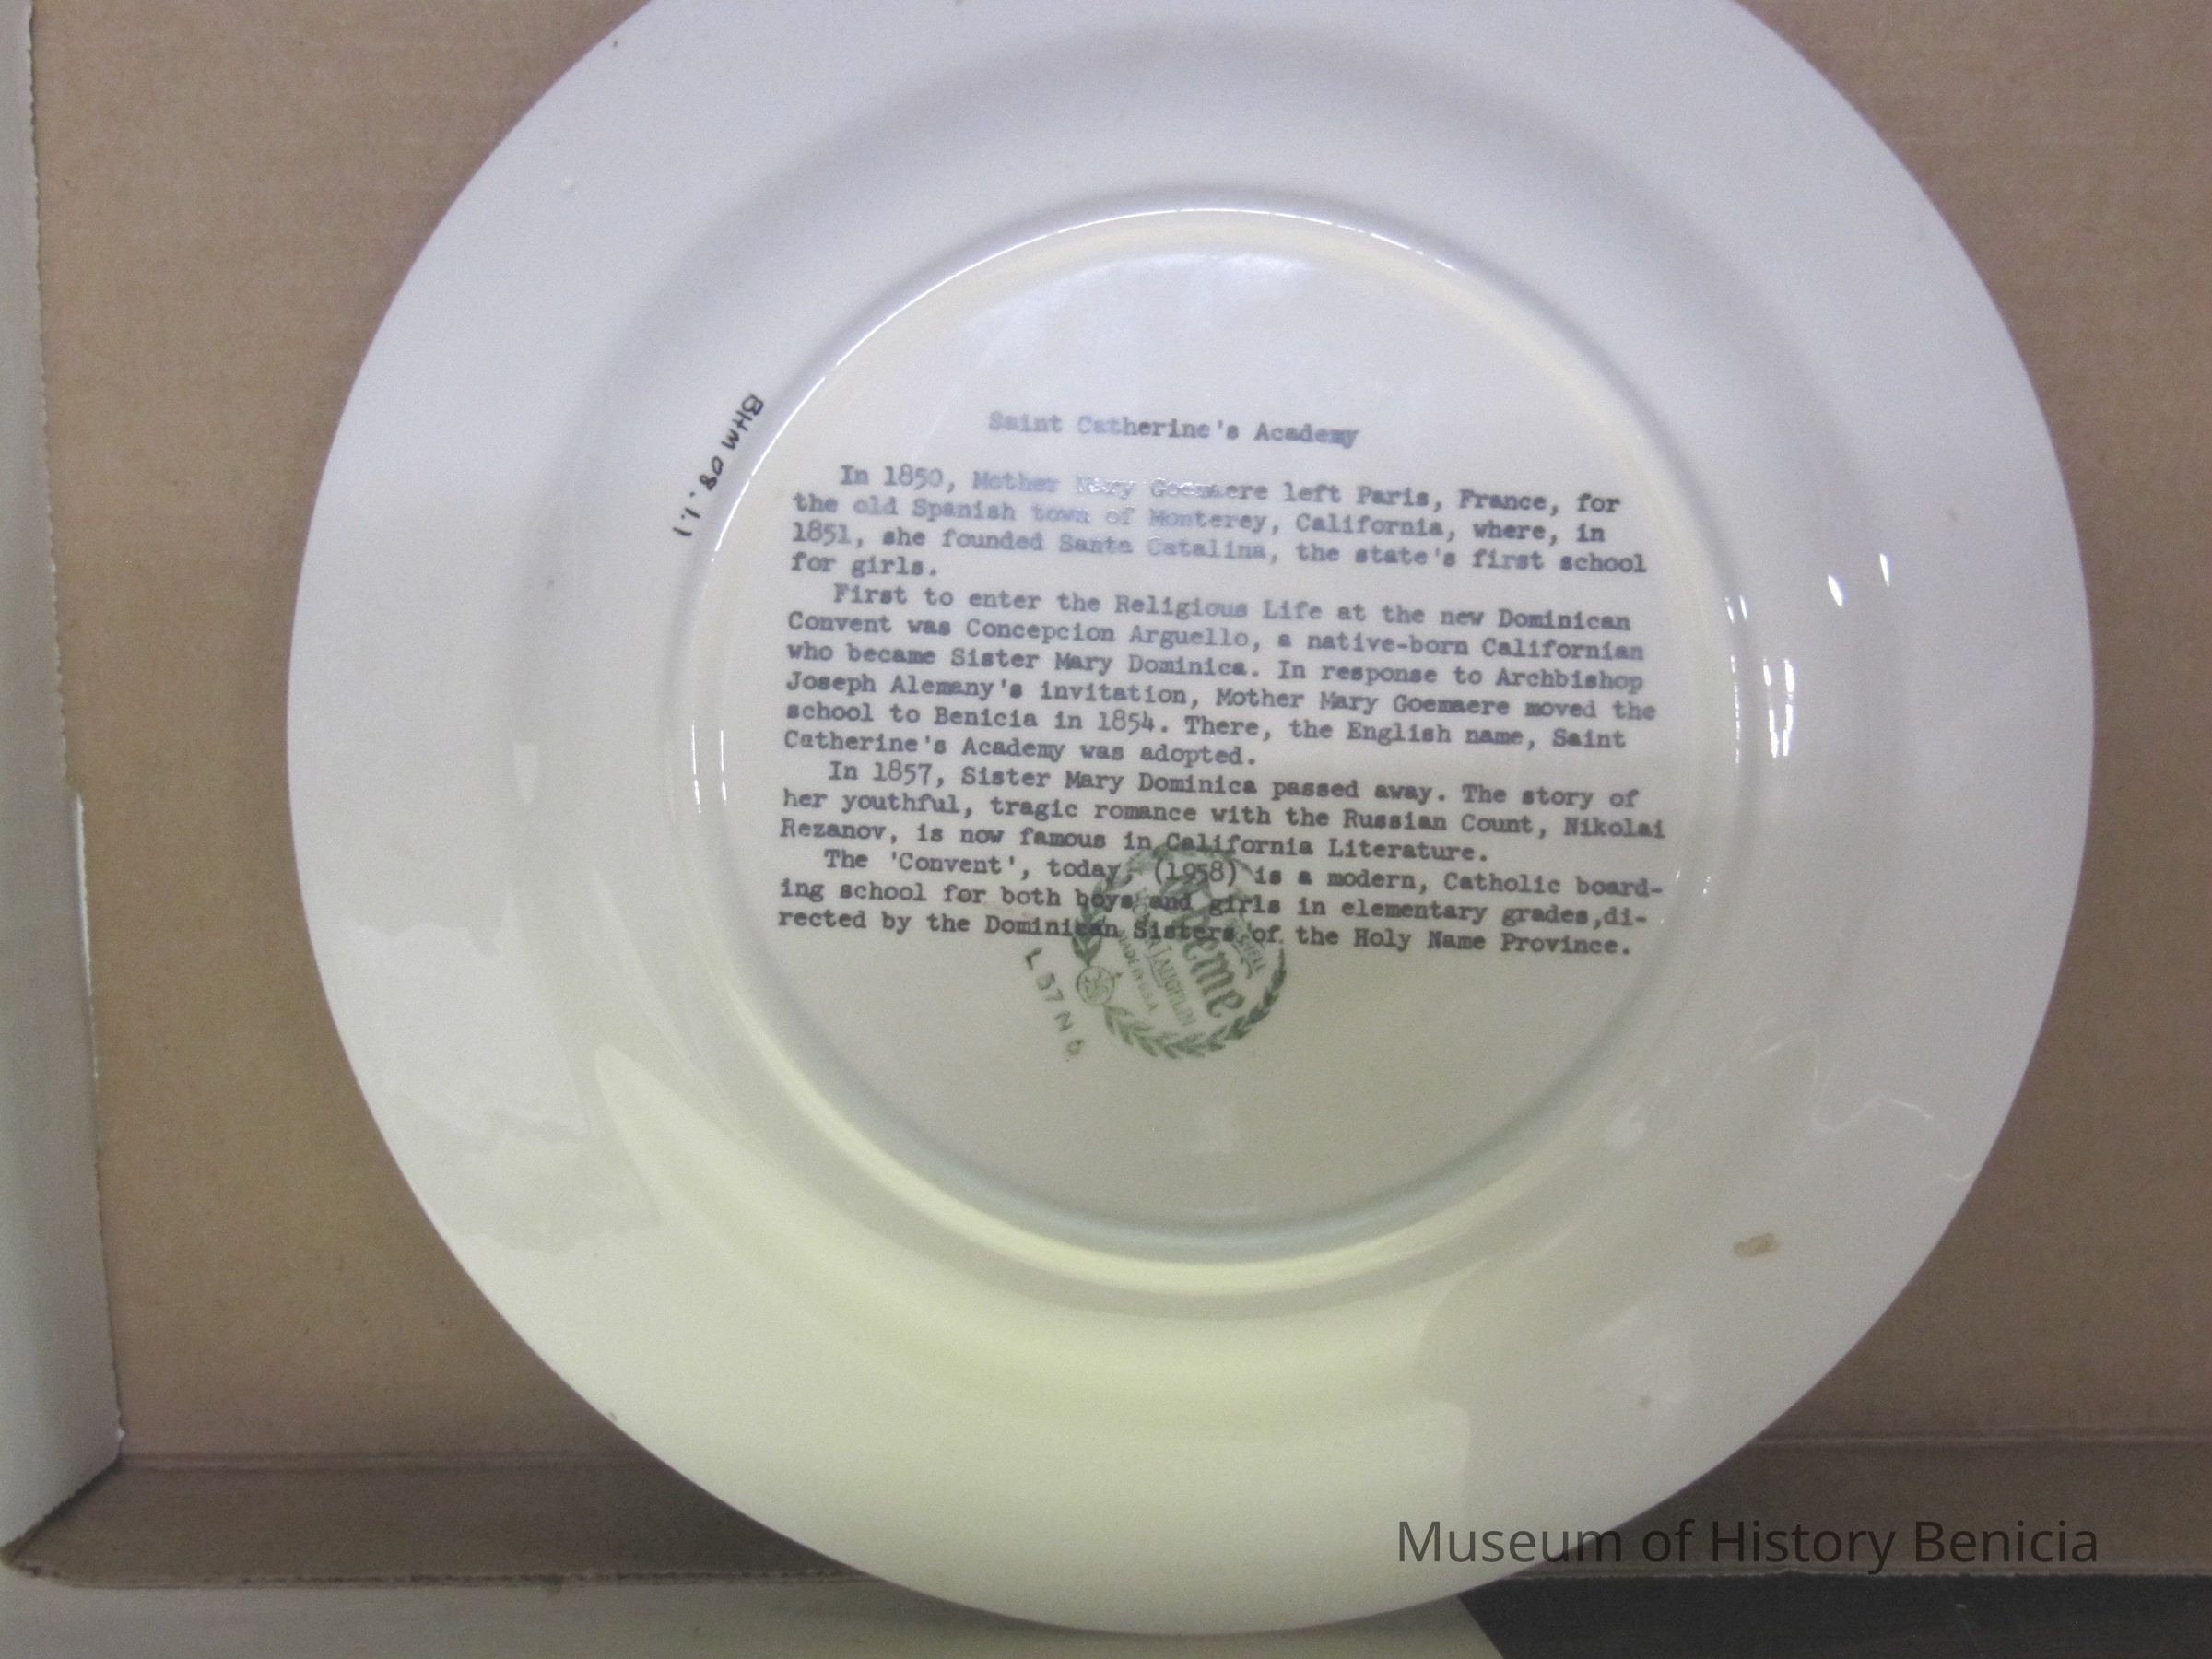 Saint Catherine's Academy
In 1850, Mother Mary Goemaere left Paris, France, for
the old Spanish town of Monterey, California, where, in
1851, she founded Santa Catalina, the state's first school
for girls.
First to enter the Religious Life at the new Dominican
Convent was Concepcion Arguello, a native-born Californian
who became Sister Mary Dominica. In response to Archbishop
Joseph Alemany's invitation, Mother Mary Goemaere moved the
school to Benicia in 1854. There, the English name, Saint
Catherine's Academy was adopted.
In 1857, Sister Mary Dominica passed away. The story of
her youthful, tragic romance with the Russian Count, Nikolai
Rezanov, is now famous in California Literature.
The 'Convent', today, (1958) is a modern, Catholic board-
ing school for both boys and girls in elementary grades,di-
rected by the Dominican Sisters of the Holy Name Province.
BHM 08.1.1
LAUGHLIN
MADE IN U.S.A.
L 57 N 5
Museum of History Benicia